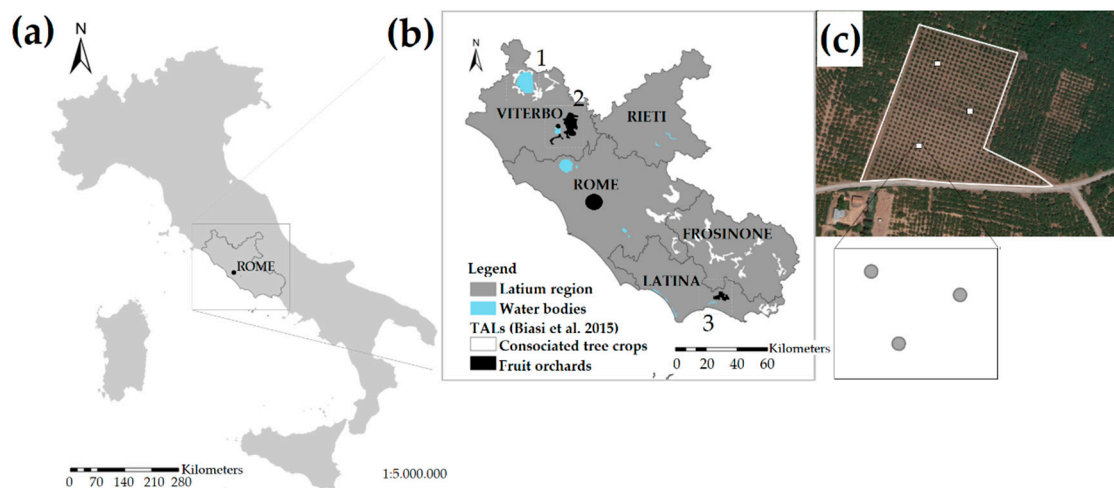 (a)
N
ROME
Kilometers
0 70 140 210 280
1:5.000.000
(b)
N
1
2
VITERBO
RIETI
ROME
FROSINONE
LATINA
3
Legend
Latium region
Water bodies
TALs (Biasi et al. 2015)
Consociated tree crops
Fruit orchards
Kilometers
0 10 20 40 60
(c)